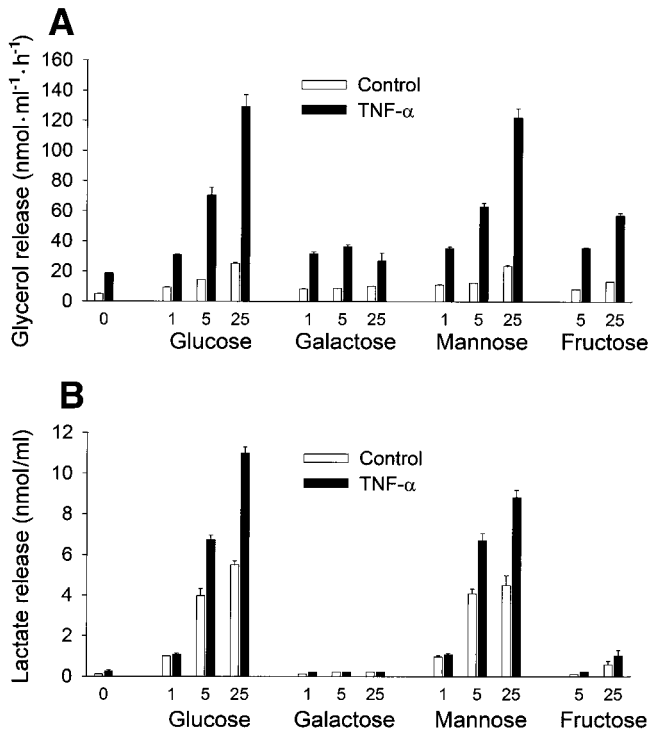 A
Glycerol release (nmol·ml⁻¹·h⁻¹)
160
140
120
100
80
60
40
20
0
Control
TNF-α
0 1 5 25 1 5 25 1 5 25 5 25
Glucose Galactose Mannose Fructose
B
Lactate release (nmol/ml)
12
10
8
6
4
2
0
Control
TNF-α
0 1 5 25 1 5 25 1 5 25 5 25
Glucose Galactose Mannose Fructose